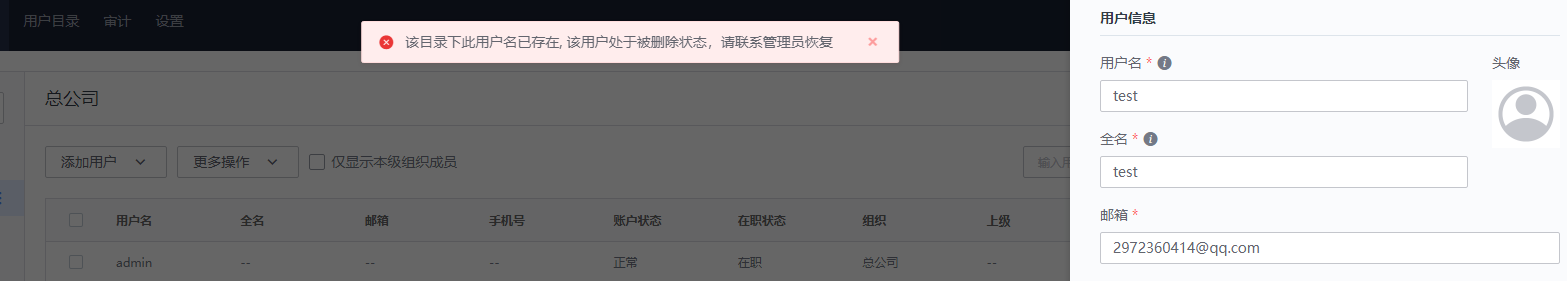 用户目录 审计 设置
该目录下此用户名已存在, 该用户处于被删除状态，请联系管理员恢复
总公司
添加用户 更多操作 仅显示本级组织成员 输入用
用户名 全名 邮箱 手机号 账户状态 在职状态 组织 上级
admin -- -- -- 正常 在职 总公司 --
用户信息
用户名 * 头像
test
全名 *
test
邮箱 *
2972360414@qq.com